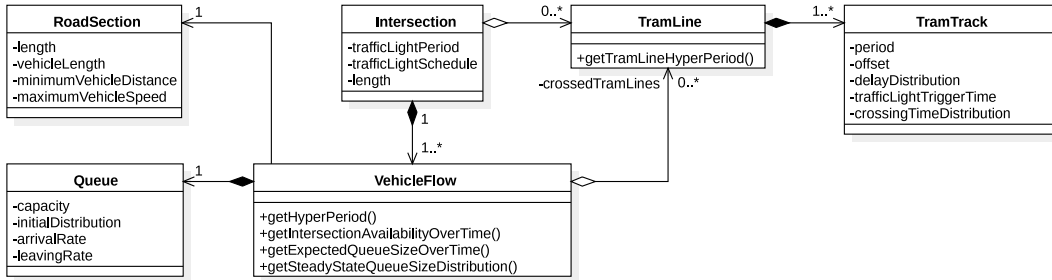 RoadSection
-length
-vehicleLength
-minimumVehicleDistance
-maximumVehicleSpeed
1
Intersection
-trafficLightPeriod
-trafficLightSchedule
-length
0..*
TramLine
+getTramLineHyperPeriod()
1..*
TramTrack
-period
-offset
-delayDistribution
-trafficLightTriggerTime
-crossingTimeDistribution
-crossedTramLines
0..*
1
1..*
Queue
-capacity
-initialDistribution
-arrivalRate
-leavingRate
1
VehicleFlow
+getHyperPeriod()
+getIntersectionAvailabilityOverTime()
+getExpectedQueueSizeOverTime()
+getSteadyStateQueueSizeDistribution()